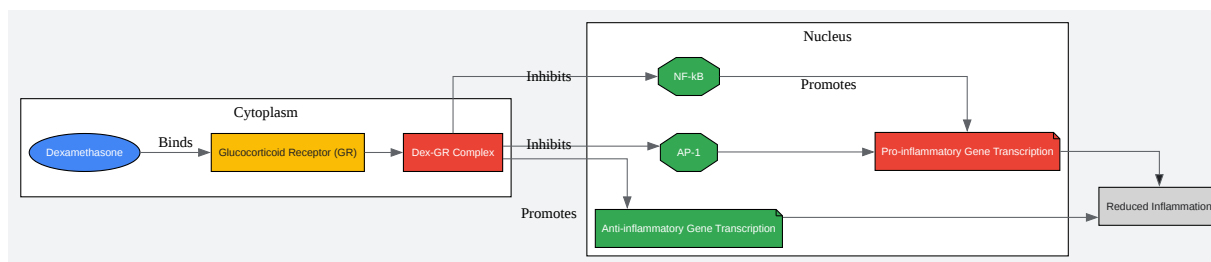 Nucleus
NF-kB
Inhibits
Promotes
Cytoplasm
Dexamethasone
Binds
Glucocorticoid Receptor (GR)
Dex-GR Complex
Inhibits
AP-1
Pro-inflammatory Gene Transcription
Promotes
Anti-inflammatory Gene Transcription
Reduced Inflammation